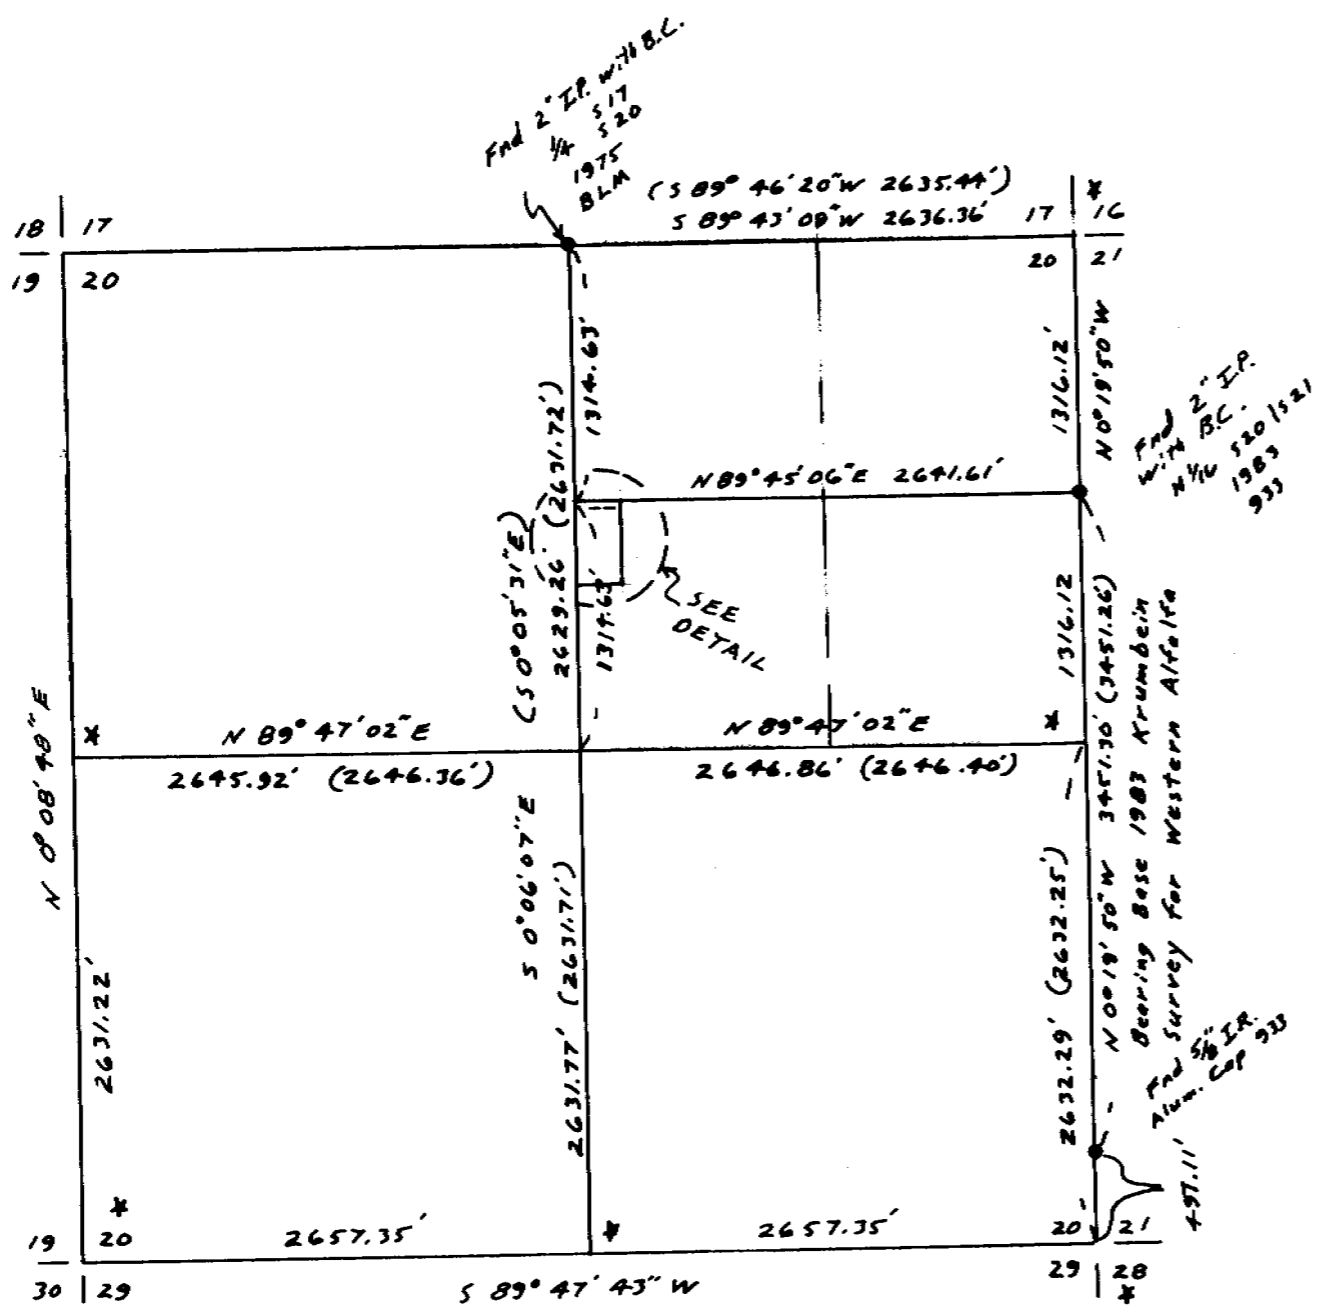 Fnd 2" I.P. with B.C.
1/4 S17
S20
1975
BLM
(S 89° 46' 20" W 2635.44')
S 89° 43' 09" W 2636.36'
18 | 17
19 | 20
17 | 16
20 | 21
*
1314.63'
1316.12'
N 0° 19' 50" W
Fnd 2" I.P.
with B.C.
N 1/16 S20 | S21
1983
933
N 89° 45' 06" E 2641.61'
(S 0° 05' 31" E)
2629.26' (2631.72')
1314.63'
SEE
DETAIL
1316.12
N 0° 08' 48" E
*
N 89° 47' 02" E
2645.92' (2646.36')
N 89° 47' 02" E
*
2646.86' (2646.40')
N 0° 19' 50" W 3451.30' (3451.26')
Bearing Base 1983 Krumbein
Survey for Western Alfalfa
S 0° 06' 07" E
2631.77' (2631.71')
2632.29' (2632.25')
2631.22'
Fnd 5/8" I.R.
Alum. Cap 933
497.11'
*
19 | 20
30 | 29
2657.35'
*
2657.35'
20 | 21
29 | 28
*
S 89° 47' 43" W